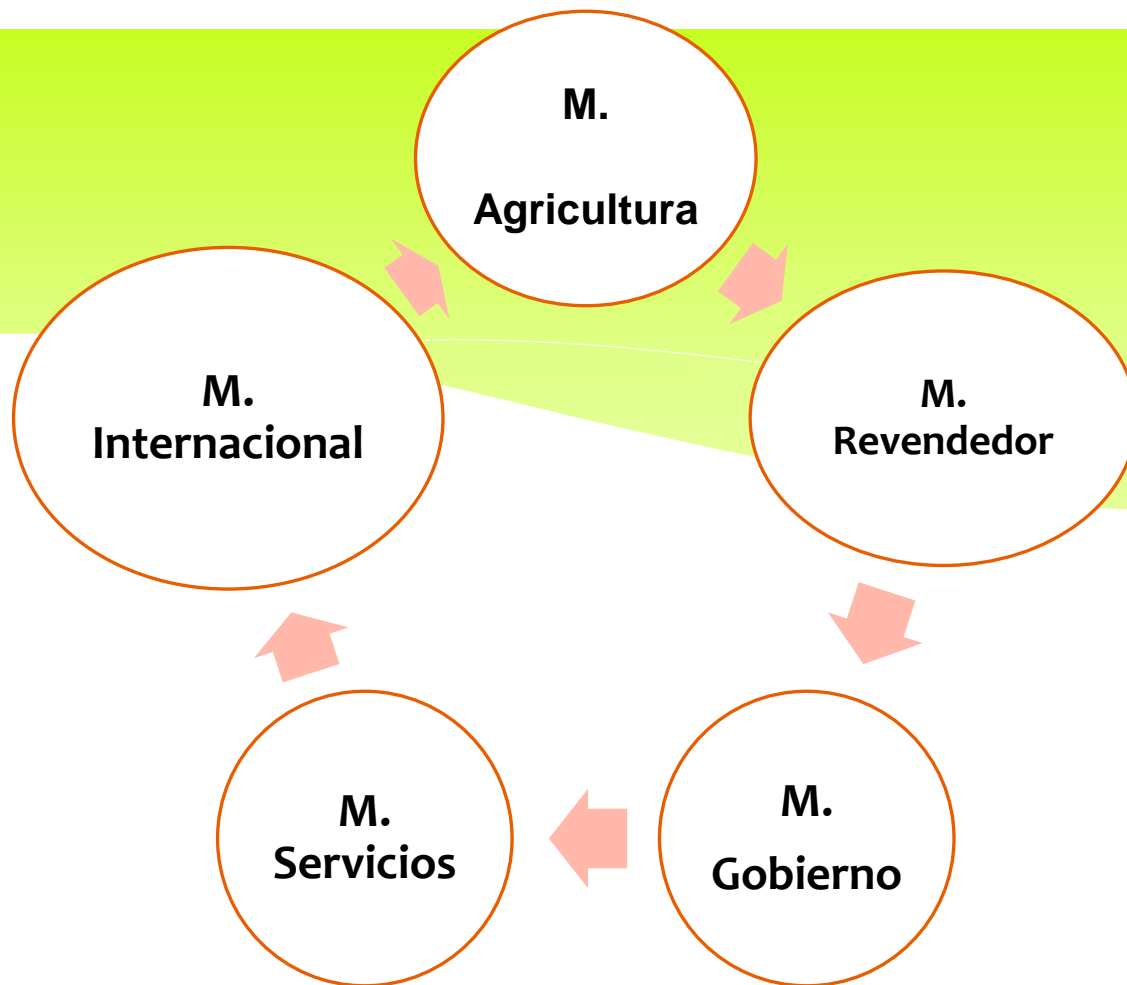 M.
Agricultura
M.
Internacional
M.
Revendedor
M.
Servicios
M.
Gobierno